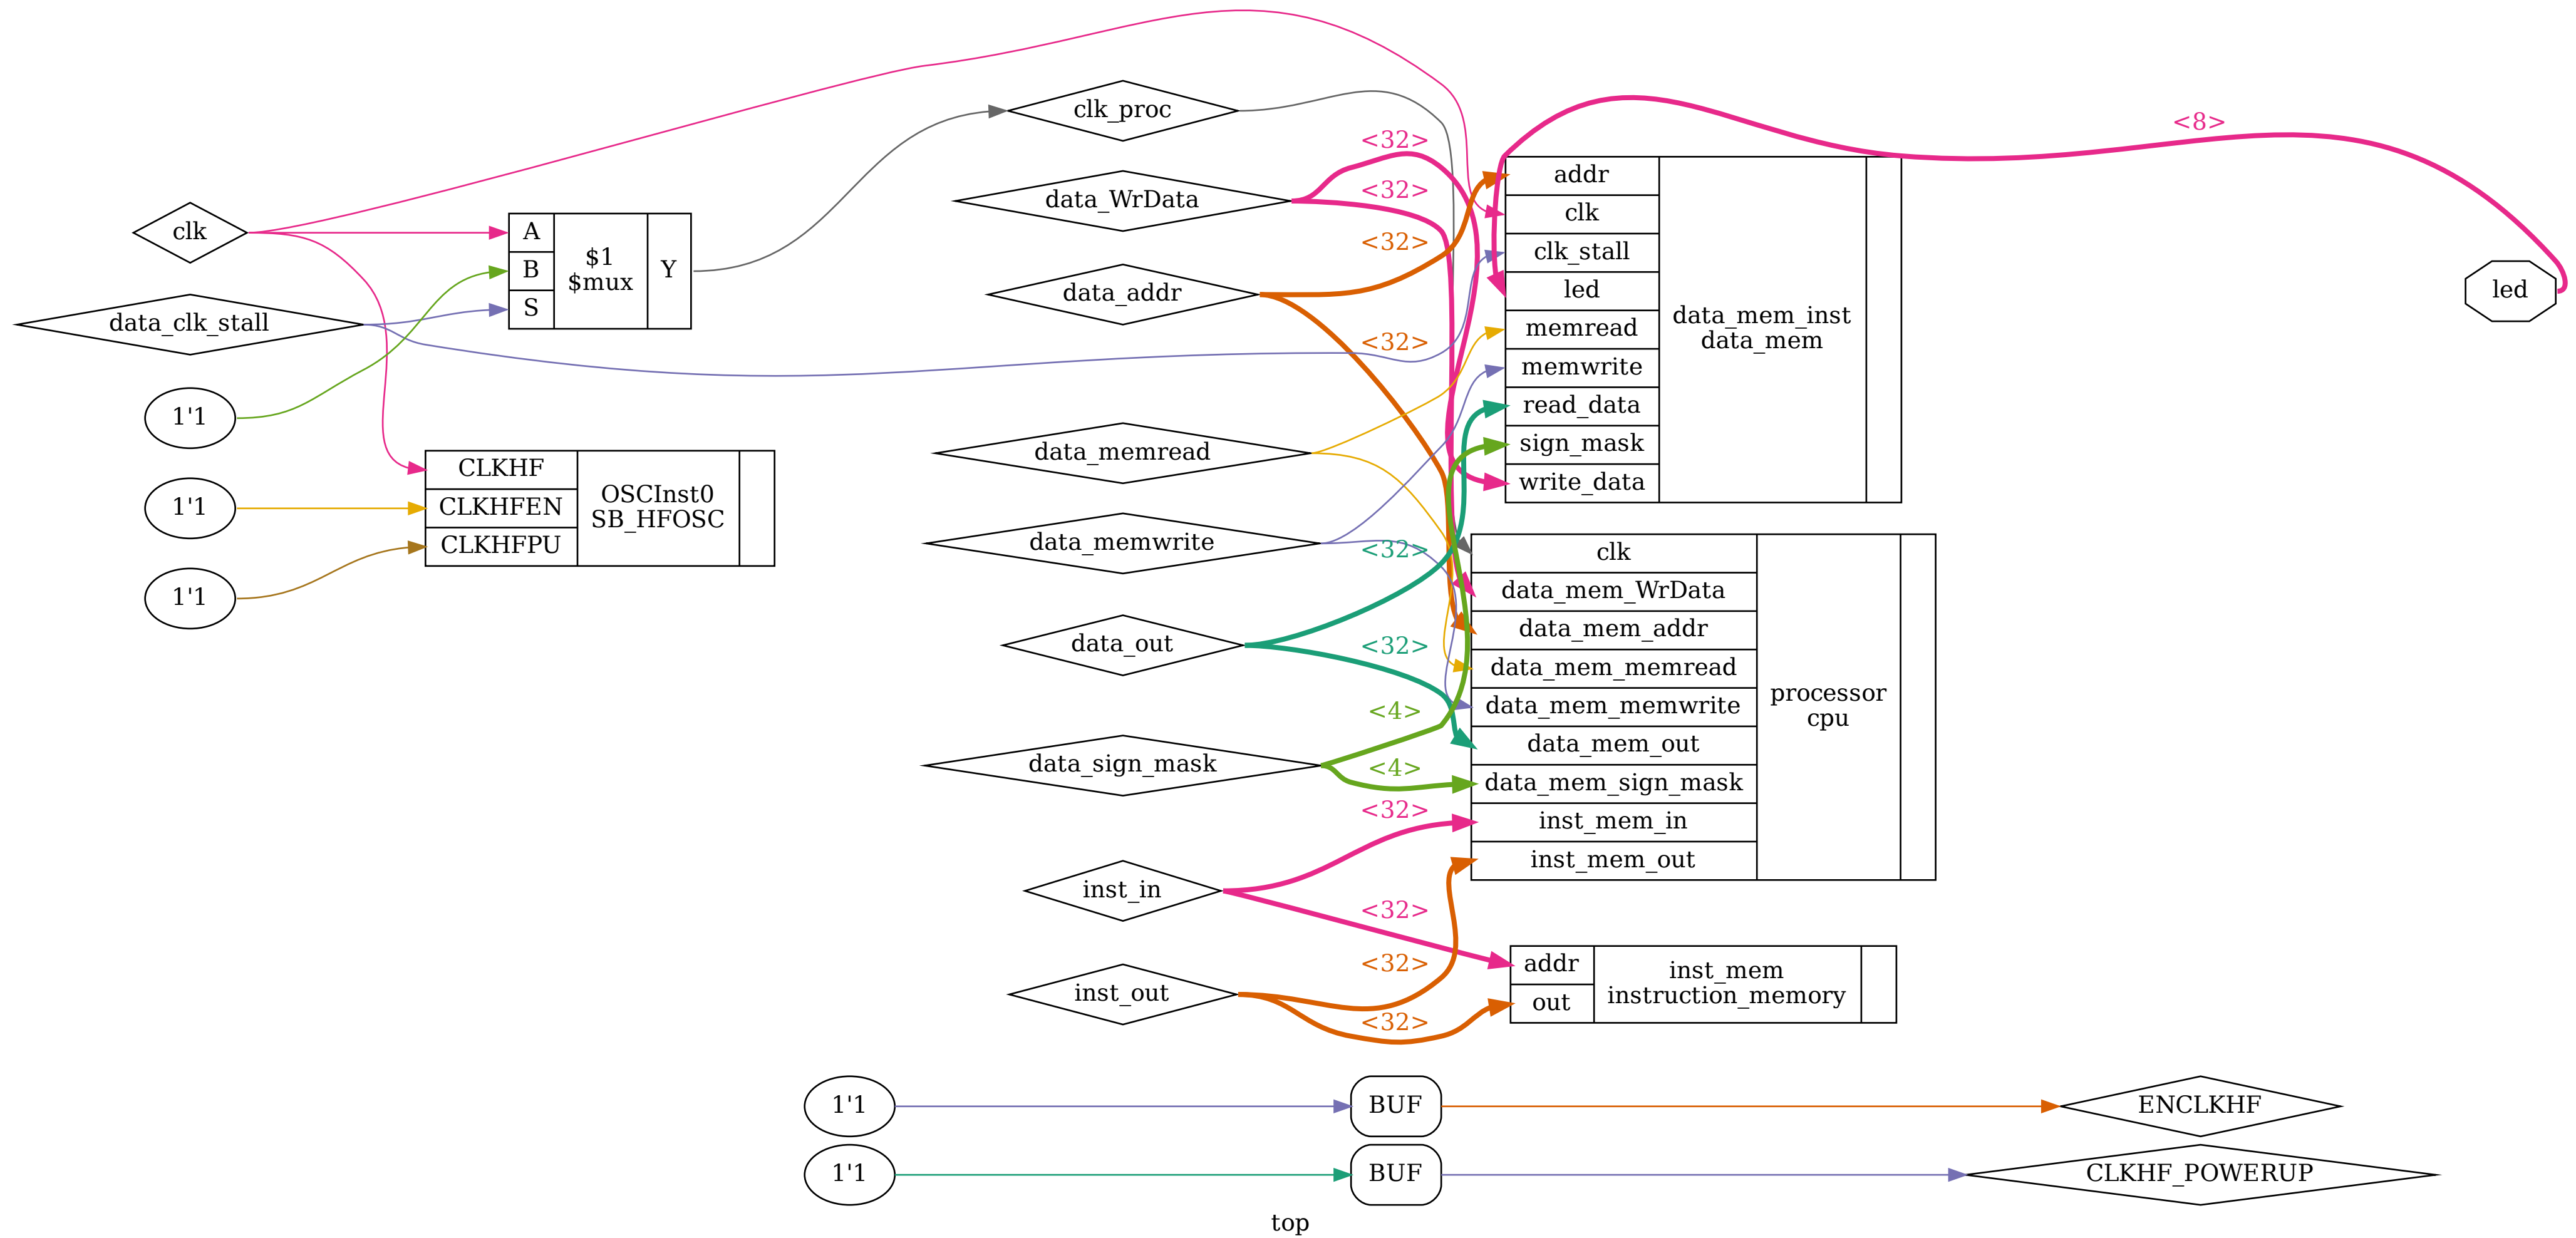 clk
data_clk_stall
1'1
1'1
1'1
A
B
S
$1
$mux
Y
CLKHF
CLKHFEN
CLKHFPU
OSCInst0
SB_HFOSC
clk_proc
data_WrData
data_addr
data_memread
data_memwrite
data_out
data_sign_mask
inst_in
inst_out
<32>
<32>
<32>
<32>
<32>
<32>
<4>
<4>
<32>
<32>
<32>
<32>
<8>
addr
clk
clk_stall
led
memread
memwrite
read_data
sign_mask
write_data
data_mem_inst
data_mem
clk
data_mem_WrData
data_mem_addr
data_mem_memread
data_mem_memwrite
data_mem_out
data_mem_sign_mask
inst_mem_in
inst_mem_out
processor
cpu
addr
out
inst_mem
instruction_memory
led
1'1
BUF
ENCLKHF
1'1
BUF
CLKHF_POWERUP
top